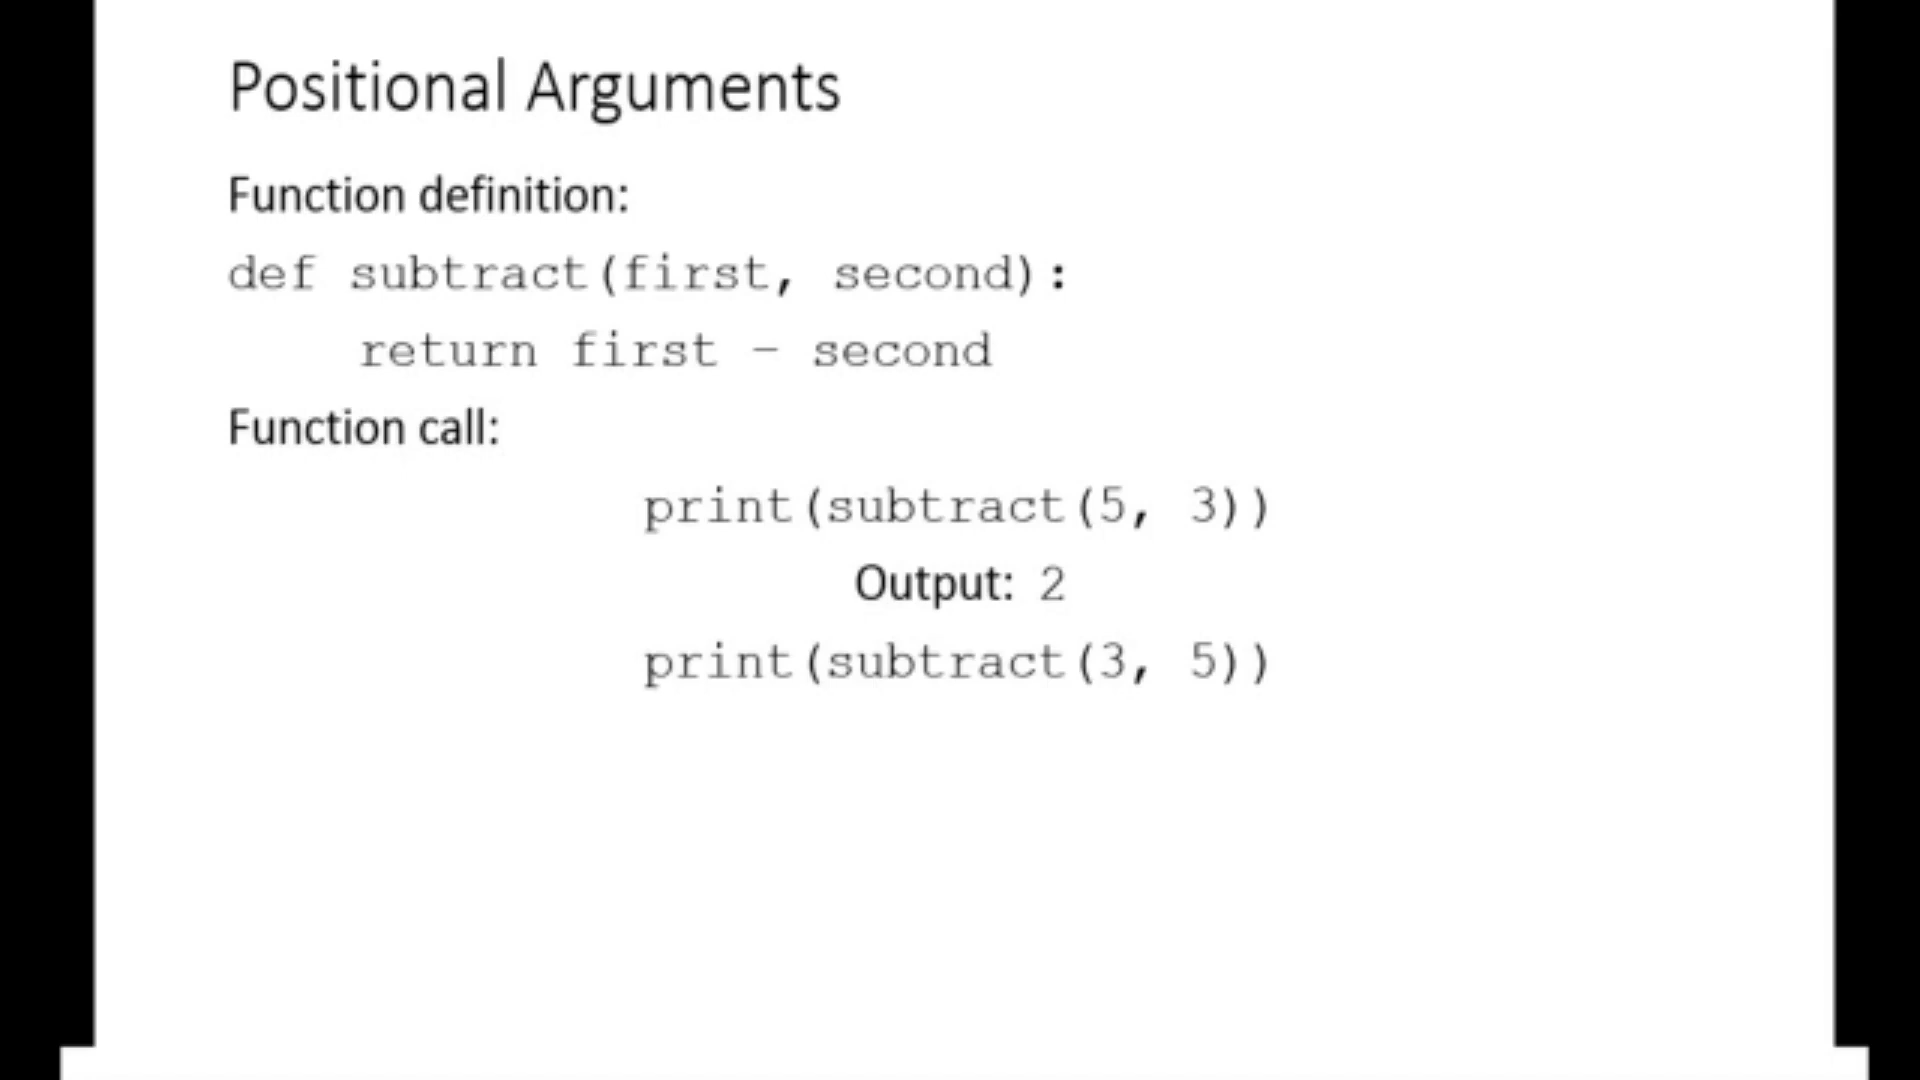 Positional Arguments
Function definition:
def subtract(first, second):
return first – second
Function call:
print(subtract(5, 3))
Output: 2
print(subtract(3, 5))